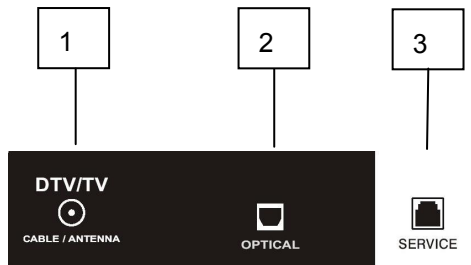 1
2
3
DTV/TV
CABLE / ANTENNA
OPTICAL
SERVICE